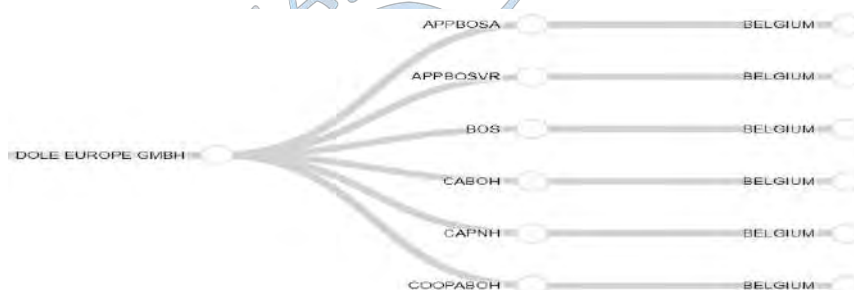 APPBOSA BELGIUM
APPBOSVR BELGIUM
BOS BELGIUM
DOLE EUROPE GMBH
CABOH BELGIUM
CAPNH BELGIUM
COOPABOH BELGIUM